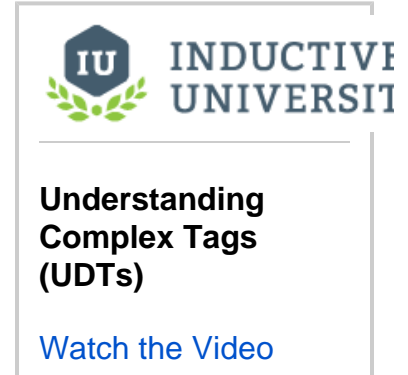 IU
INDUCTIVE
UNIVERSIT
Understanding
Complex Tags
(UDTs)
Watch the Video